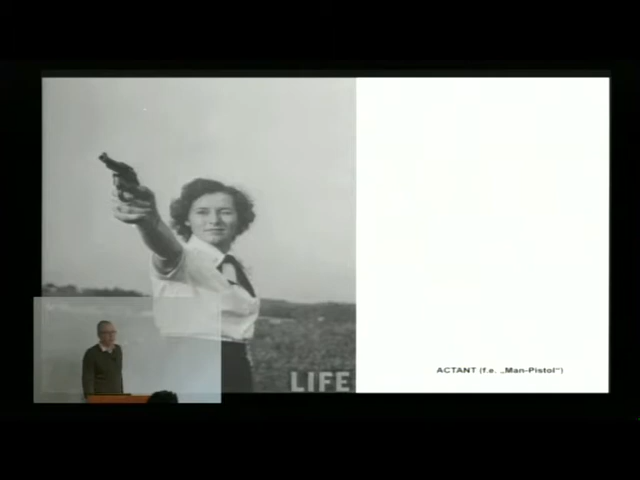 LIFE
ACTANT (f.e. „Man-Pistol“)